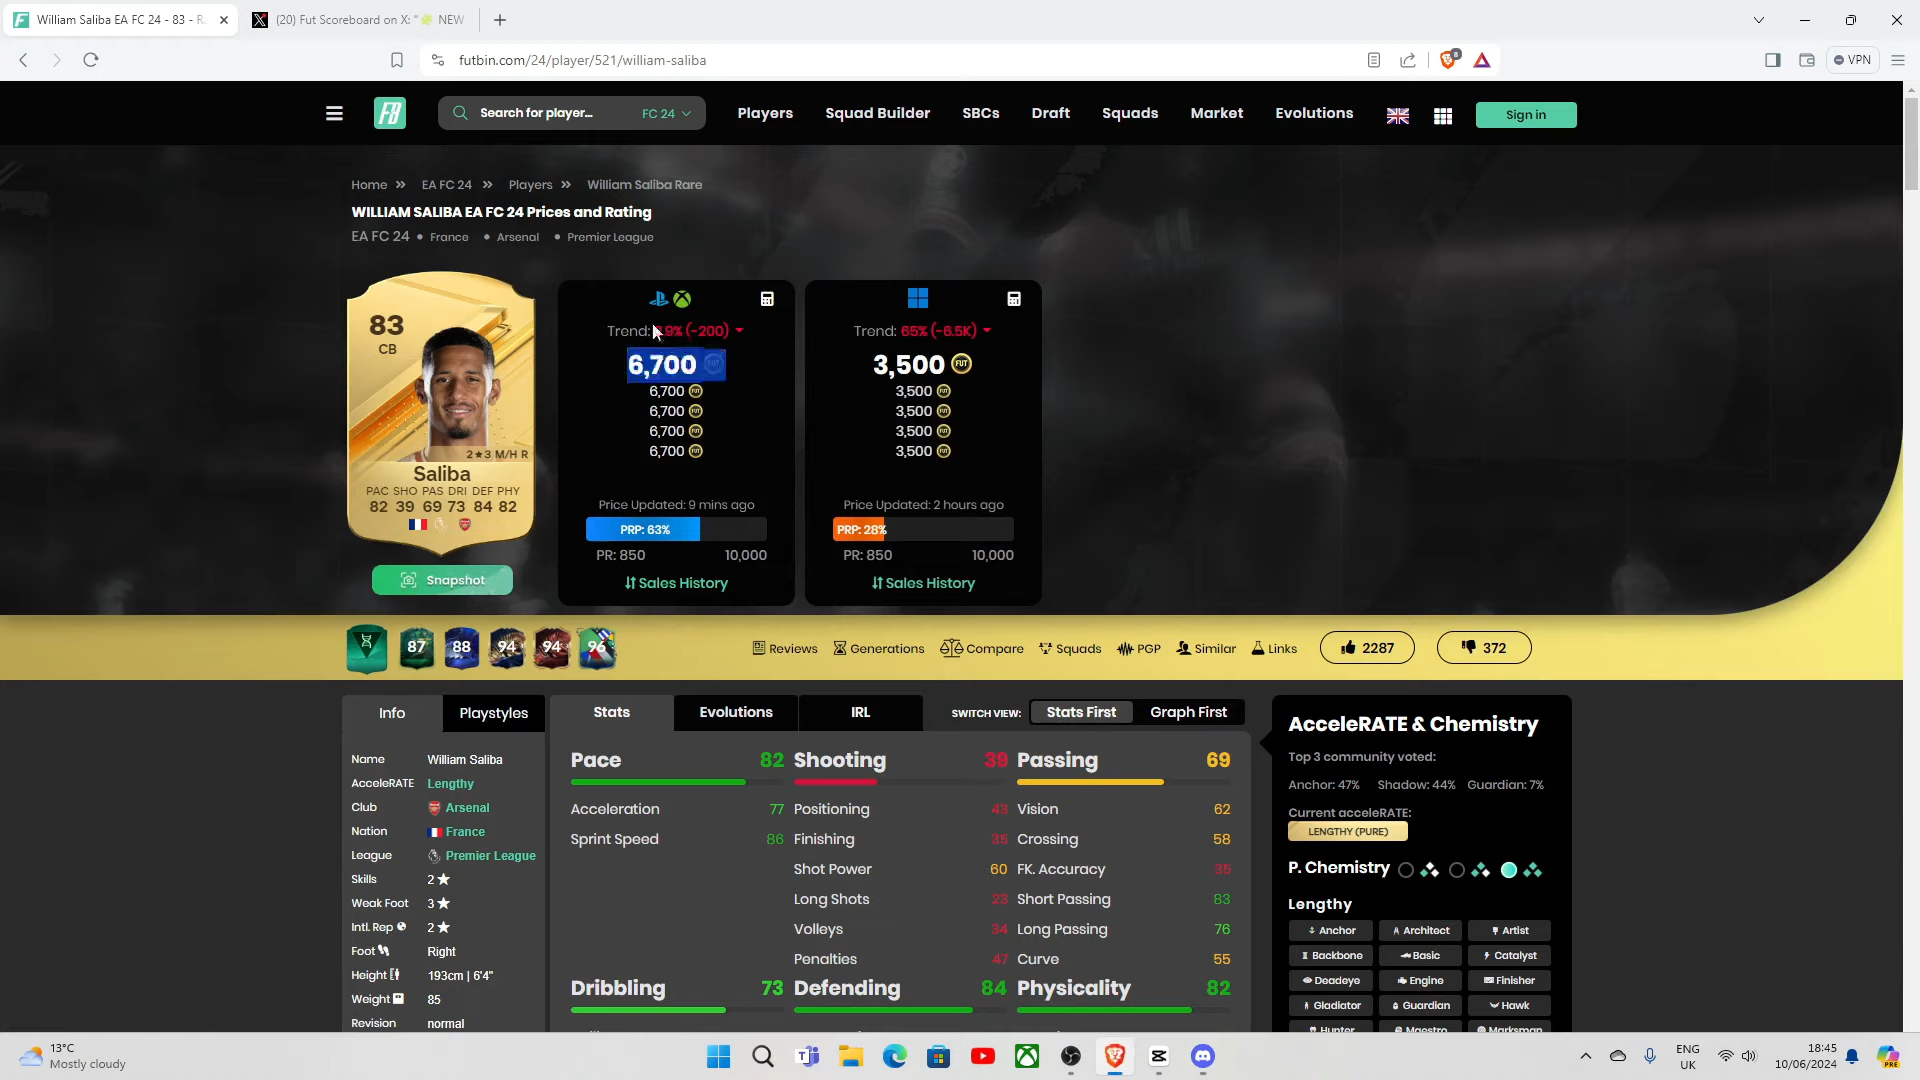 William Saliba EA FC 24 - 83 - R
(20) Fut Scoreboard on X: " NEW
futbin.com/24/player/521/william-saliba
8
VPN
FB
Search for player...
FC 24
Players
Squad Builder
SBCs
Draft
Squads
Market
Evolutions
Sign in
Home » EA FC 24 » Players » William Saliba Rare
WILLIAM SALIBA EA FC 24 Prices and Rating
EA FC 24 • France • Arsenal • Premier League
83
CB
2★3 M/H R
Saliba
PAC SHO PAS DRI DEF PHY
82 39 69 73 84 82
Snapshot
Trend: 9% (-200)
6,700
6,700
6,700
6,700
6,700
Price Updated: 9 mins ago
PRP: 63%
PR: 850 10,000
Sales History
Trend: 65% (-6.5K)
3,500
3,500
3,500
3,500
3,500
Price Updated: 2 hours ago
PRP: 28%
PR: 850 10,000
Sales History
87 88 94 94 96
Reviews Generations Compare Squads PGP Similar Links 2287 372
Info Playstyles
Name William Saliba
AcceleRATE Lengthy
Club Arsenal
Nation France
League Premier League
Skills 2★
Weak Foot 3★
Intl. Rep 2★
Foot Right
Height 193cm | 6'4"
Weight 85
Revision normal
Stats Evolutions IRL SWITCH VIEW: Stats First Graph First
Pace 82
Acceleration 77
Sprint Speed 86
Shooting 39
Positioning 43
Finishing 35
Shot Power 60
Long Shots 23
Volleys 34
Penalties 47
Passing 69
Vision 62
Crossing 58
FK. Accuracy 35
Short Passing 83
Long Passing 76
Curve 55
Dribbling 73 Defending 84 Physicality 82
AcceleRATE & Chemistry
Top 3 community voted:
Anchor: 47% Shadow: 44% Guardian: 7%
Current acceleRATE:
LENGTHY (PURE)
P. Chemistry
Lengthy
Anchor Architect Artist
Backbone Basic Catalyst
Deadeye Engine Finisher
Gladiator Guardian Hawk
Hunter Maestro Marksman
13°C
Mostly cloudy
ENG
UK
18:45
10/06/2024
PRE